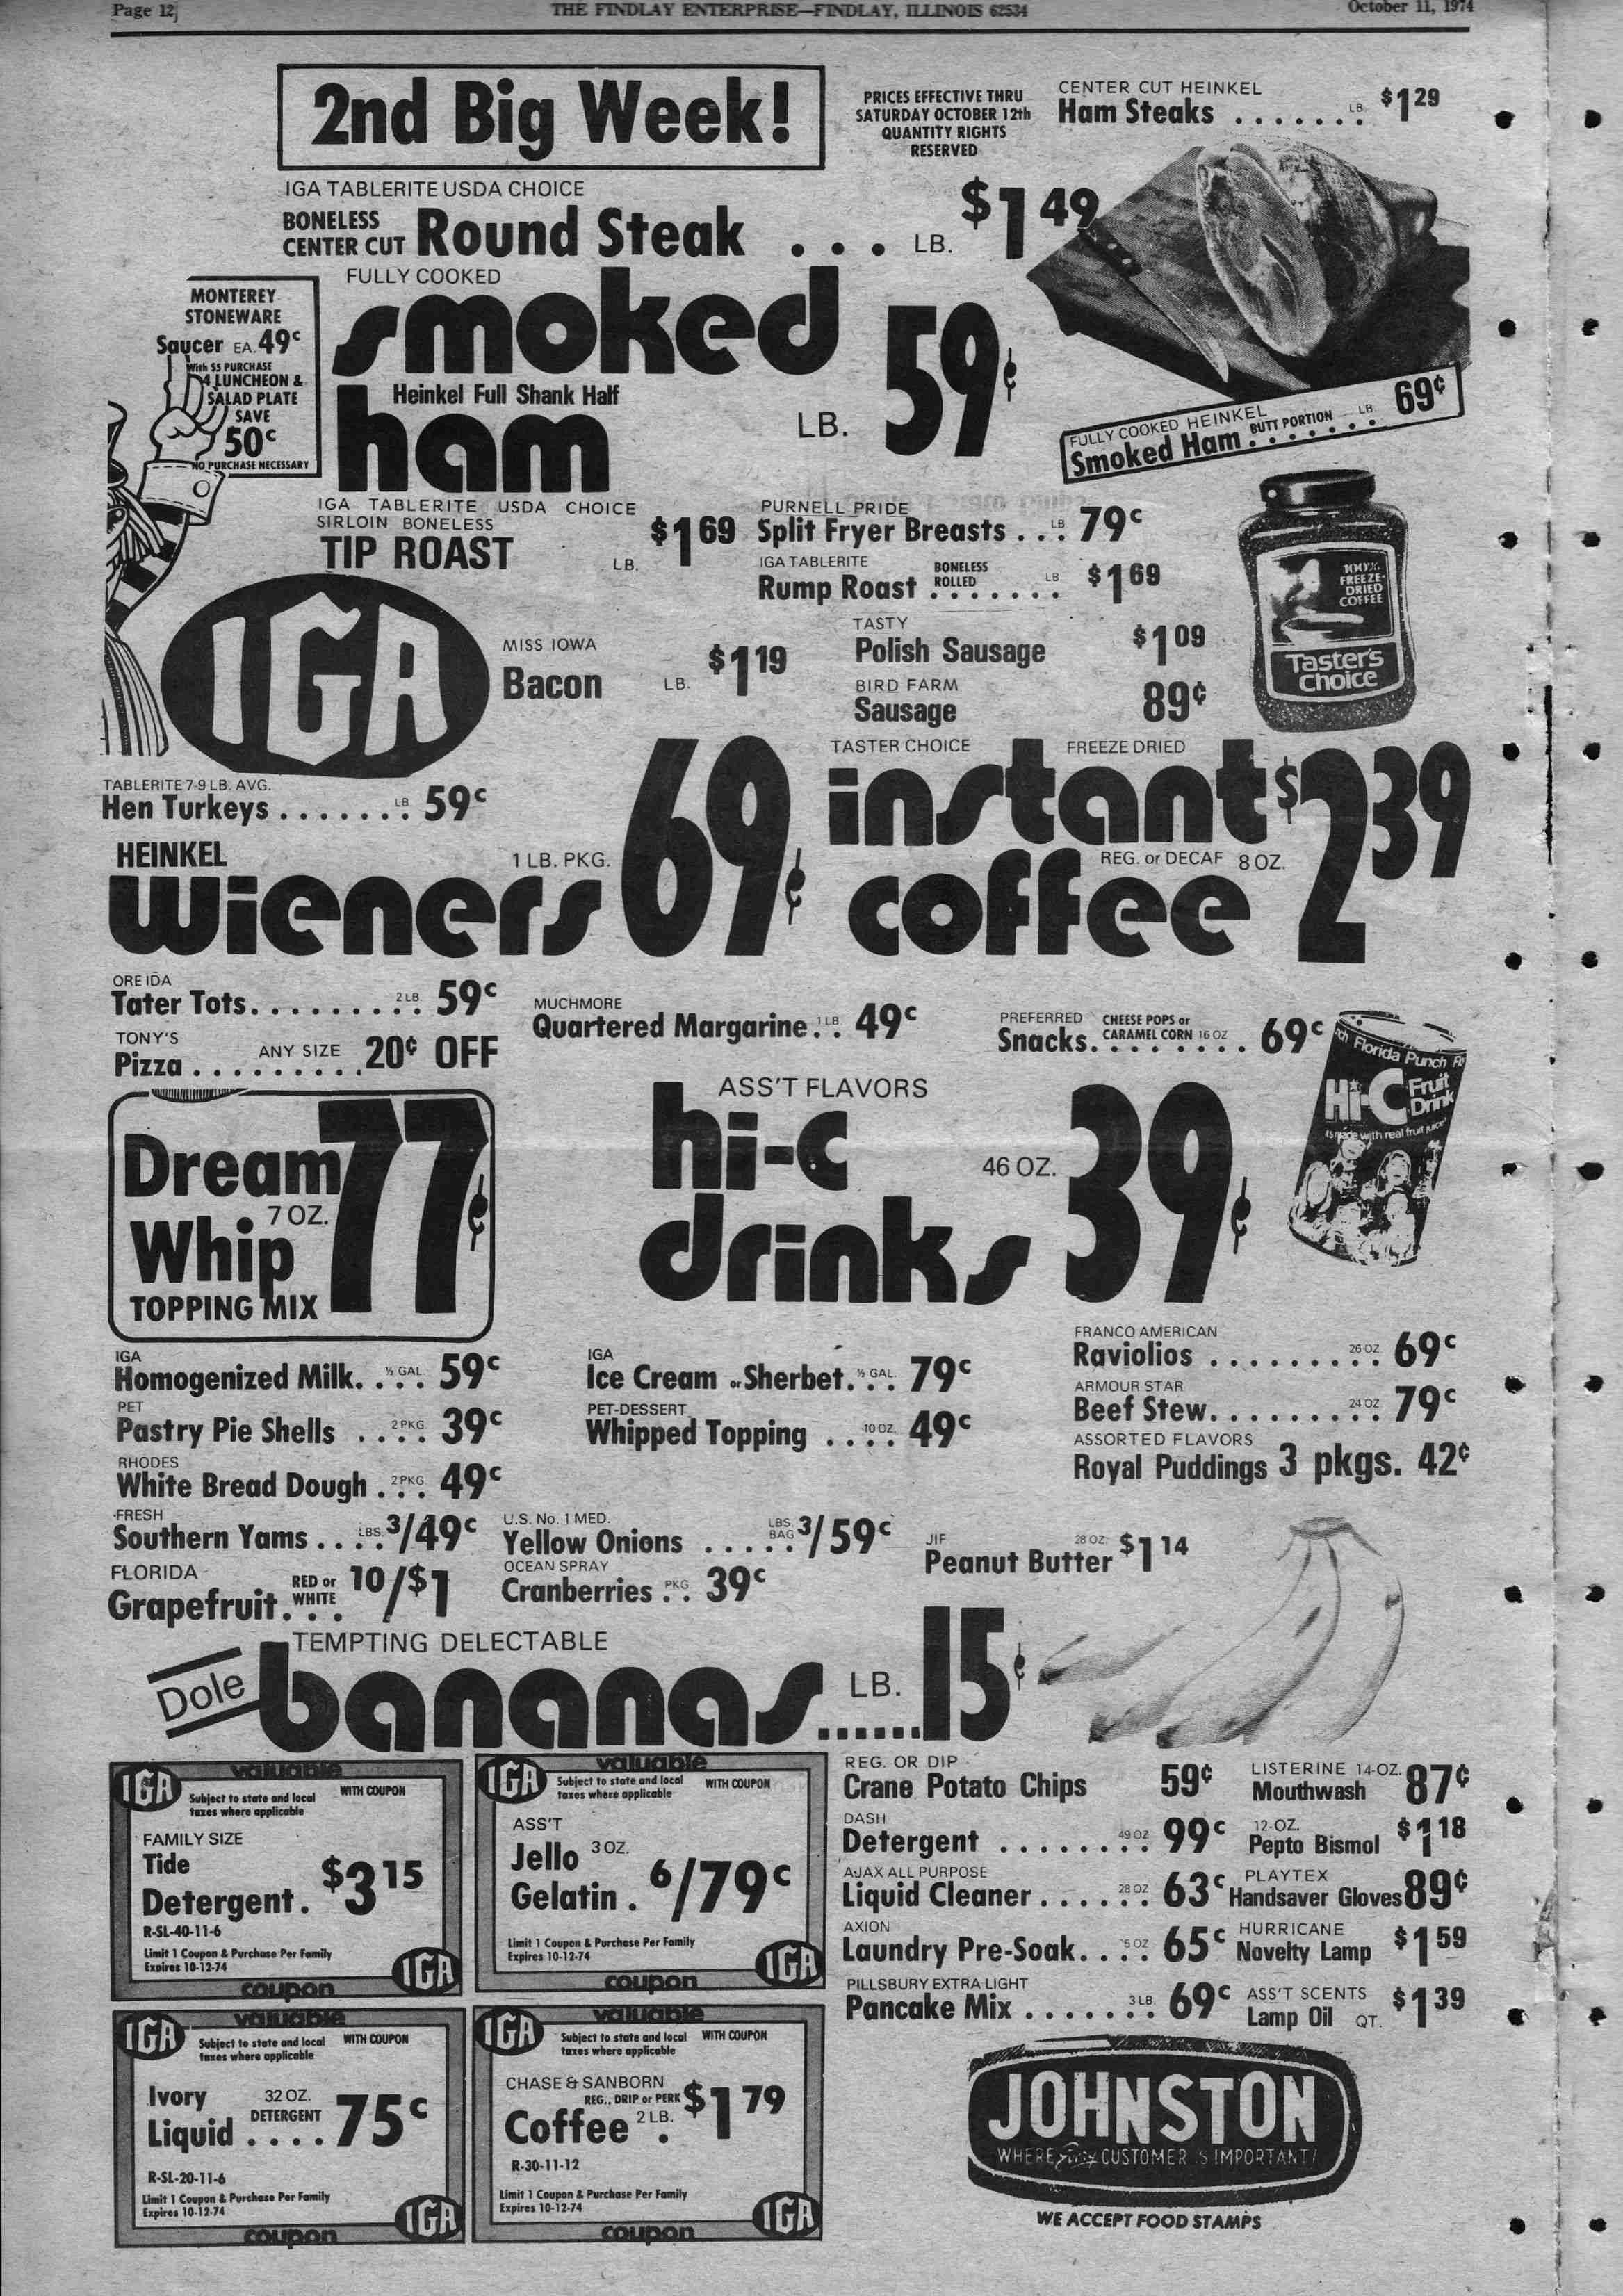 Page 12
THE FINDLAY ENTERPRISE—FINDLAY, ILLINOIS 62534
October 11, 1974
2nd Big Week!
PRICES EFFECTIVE THRU
SATURDAY OCTOBER 12th
QUANTITY RIGHTS
RESERVED
CENTER CUT HEINKEL
Ham Steaks ....... LB. $1 29
IGA TABLERITE USDA CHOICE
BONELESS
CENTER CUT Round Steak ... LB. $1 49
MONTEREY
STONEWARE
Saucer EA. 49¢
With $5 PURCHASE
4 LUNCHEON &
SALAD PLATE
SAVE
50¢
NO PURCHASE NECESSARY
FULLY COOKED
smoked
Heinkel Full Shank Half
ham LB. 59¢
FULLY COOKED HEINKEL
Smoked Ham BUTT PORTION ....... LB. 69¢
IGA TABLERITE USDA CHOICE
SIRLOIN BONELESS
TIP ROAST LB. $1 69
PURNELL PRIDE
Split Fryer Breasts ... LB 79¢
IGA TABLERITE
Rump Roast BONELESS ROLLED ....... LB $1 69
100%
FREEZE-
DRIED
COFFEE
Taster's
Choice
IGA
MISS IOWA
Bacon LB. $1 19
TASTY
Polish Sausage $1 09
BIRD FARM
Sausage 89¢
TABLERITE 7-9 LB. AVG.
Hen Turkeys ....... LB. 59¢
HEINKEL
wieners 1 LB. PKG. 69¢
TASTER CHOICE FREEZE DRIED
instant
REG. or DECAF 8 OZ.
coffee $2 39
ORE IDA
Tater Tots......... 2 LB. 59¢
TONY'S
Pizza ......... ANY SIZE 20¢ OFF
MUCHMORE
Quartered Margarine... 1 LB 49¢
PREFERRED CHEESE POPS or
Snacks. CARAMEL CORN 16 OZ 69¢
Florida Punch
Hi-C Fruit
Drink
is made with real fruit juice
Dream
7 OZ.
Whip
TOPPING MIX
77¢
ASS'T FLAVORS
hi-c
drinks 46 OZ. 39¢
IGA
Homogenized Milk.... ½ GAL. 59¢
PET
Pastry Pie Shells .... 2 PKG. 39¢
RHODES
White Bread Dough .... 2 PKG. 49¢
IGA
Ice Cream or Sherbet.... ½ GAL 79¢
PET-DESSERT
Whipped Topping .... 10 OZ. 49¢
FRANCO AMERICAN
Raviolios ......... 26 OZ 69¢
ARMOUR STAR
Beef Stew......... 24 OZ 79¢
ASSORTED FLAVORS
Royal Puddings 3 pkgs. 42¢
FRESH
Southern Yams .... LBS. 3/49¢
FLORIDA
Grapefruit.... RED or WHITE 10/$1
U.S. No. 1 MED.
Yellow Onions ..... LBS. BAG 3/59¢
OCEAN SPRAY
Cranberries ... PKG 39¢
JIF
Peanut Butter 28 OZ. $1 14
TEMPTING DELECTABLE
Dole bananas...... LB. 15¢
IGA valuable
Subject to state and local
taxes where applicable
WITH COUPON
FAMILY SIZE
Tide
Detergent. $3 15
R-SL-40-11-6
Limit 1 Coupon & Purchase Per Family
Expires 10-12-74
coupon IGA
IGA valuable
Subject to state and local
taxes where applicable
WITH COUPON
ASS'T
Jello 3 OZ.
Gelatin . 6/79¢
Limit 1 Coupon & Purchase Per Family
Expires 10-12-74
coupon IGA
IGA valuable
Subject to state and local
taxes where applicable
WITH COUPON
Ivory 32 OZ.
DETERGENT
Liquid .... 75¢
R-SL-20-11-6
Limit 1 Coupon & Purchase Per Family
Expires 10-12-74
coupon IGA
IGA valuable
Subject to state and local
taxes where applicable
WITH COUPON
CHASE & SANBORN
REG., DRIP or PERK
Coffee 2 LB. . $1 79
R-30-11-12
Limit 1 Coupon & Purchase Per Family
Expires 10-12-74
coupon IGA
REG. OR DIP
Crane Potato Chips 59¢
DASH
Detergent ........ 49 OZ 99¢
AJAX ALL PURPOSE
Liquid Cleaner ...... 28 OZ 63¢
AXION
Laundry Pre-Soak.... OZ 65¢
PILLSBURY EXTRA LIGHT
Pancake Mix ....... 3 LB. 69¢
LISTERINE 14-OZ.
Mouthwash 87¢
12-OZ.
Pepto Bismol $1 18
PLAYTEX
Handsaver Gloves 89¢
HURRICANE
Novelty Lamp $1 59
ASS'T SCENTS
Lamp Oil QT. $1 39
JOHNSTON
WHERE Every CUSTOMER IS IMPORTANT!
WE ACCEPT FOOD STAMPS